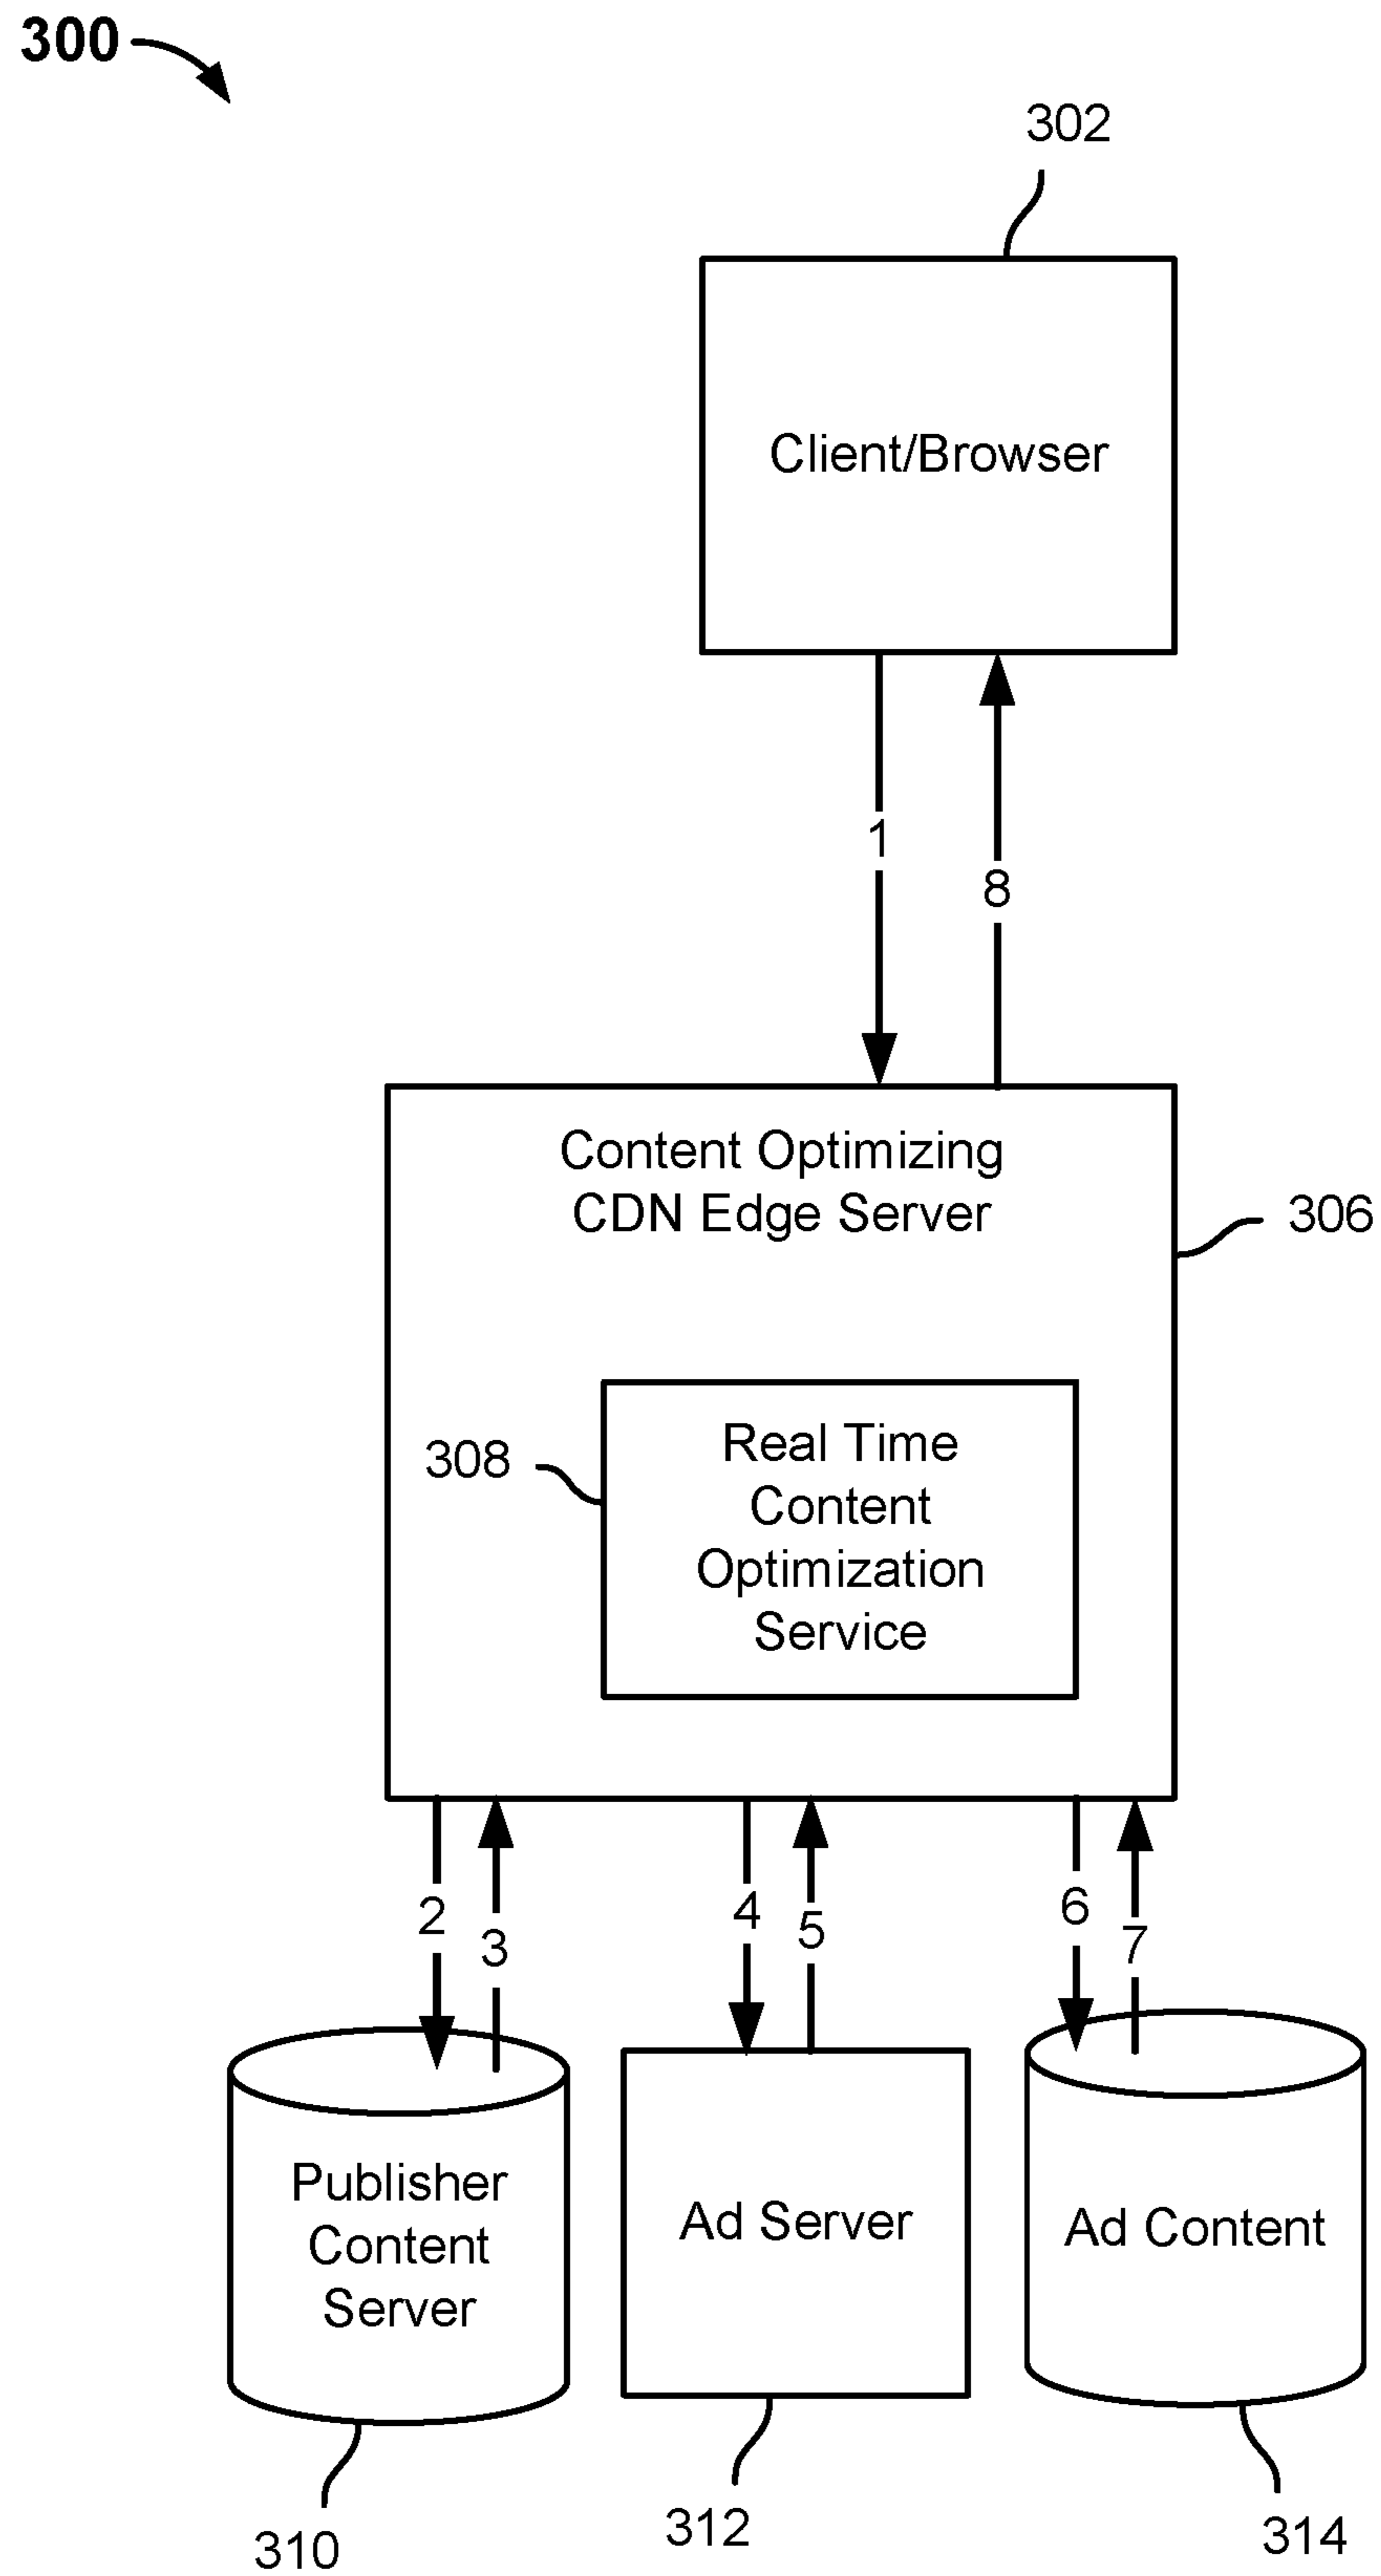 300
302
Client/Browser
1
8
Content Optimizing
CDN Edge Server
306
308
Real Time
Content
Optimization
Service
2
3
4
5
6
7
Publisher
Content
Server
Ad Server
Ad Content
310
312
314